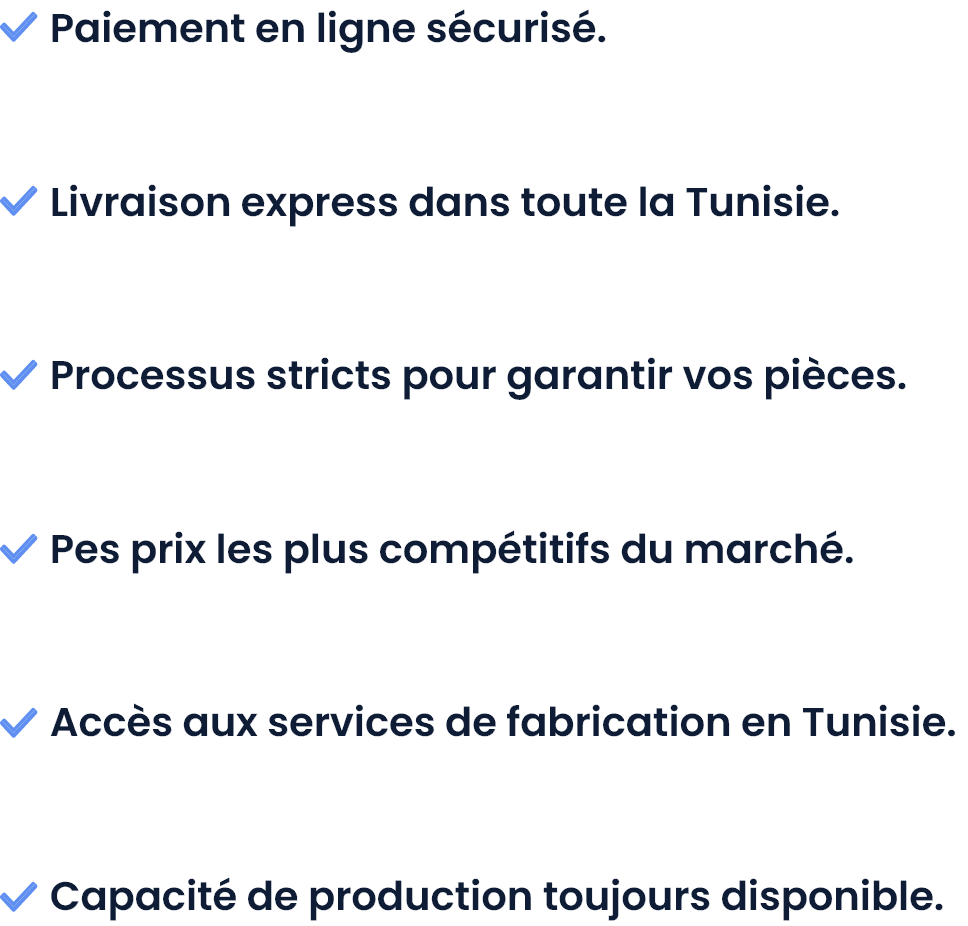 Paiement en ligne sécurisé.
Livraison express dans toute la Tunisie.
Processus stricts pour garantir vos pièces.
Pes prix les plus compétitifs du marché.
Accès aux services de fabrication en Tunisie.
Capacité de production toujours disponible.